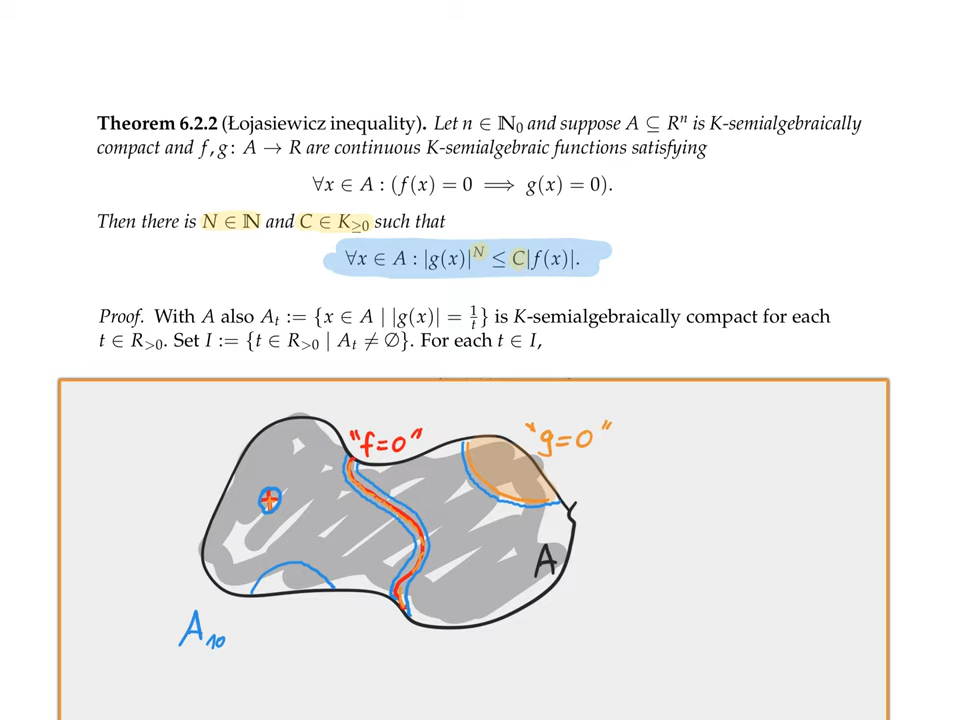 Theorem 6.2.2 (Łojasiewicz inequality). Let n ∈ ℕ₀ and suppose A ⊆ Rⁿ is K-semialgebraically
compact and f, g : A → R are continuous K-semialgebraic functions satisfying
∀x ∈ A : (f(x) = 0 ⟹ g(x) = 0).
Then there is N ∈ ℕ and C ∈ K≥0 such that
∀x ∈ A : |g(x)|ᴺ ≤ C|f(x)|.
Proof. With A also Aₜ := {x ∈ A | |g(x)| = 1/t} is K-semialgebraically compact for each
t ∈ R>0. Set I := {t ∈ R>0 | Aₜ ≠ ∅}. For each t ∈ I,
"f=0"
"g=0"
A
A₁₀